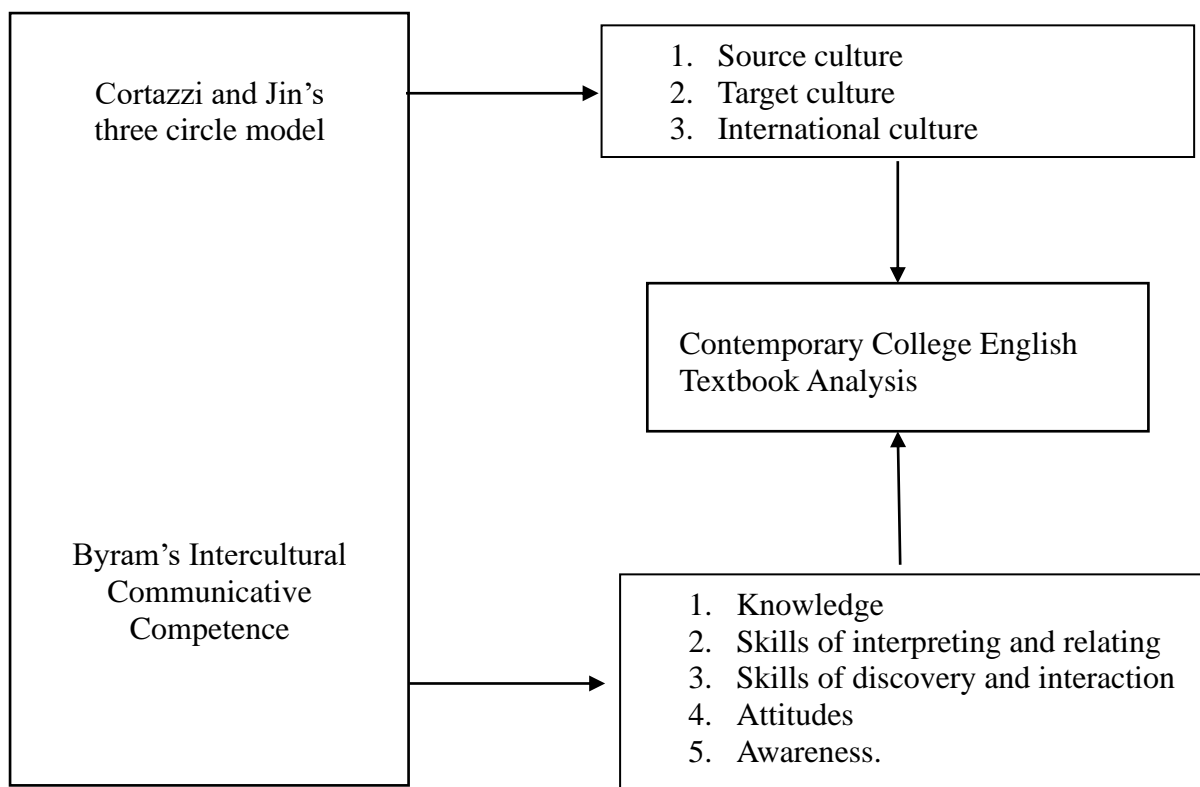 Cortazzi and Jin’s
three circle model
1. Source culture
2. Target culture
3. International culture
Contemporary College English
Textbook Analysis
Byram’s Intercultural
Communicative
Competence
1. Knowledge
2. Skills of interpreting and relating
3. Skills of discovery and interaction
4. Attitudes
5. Awareness.